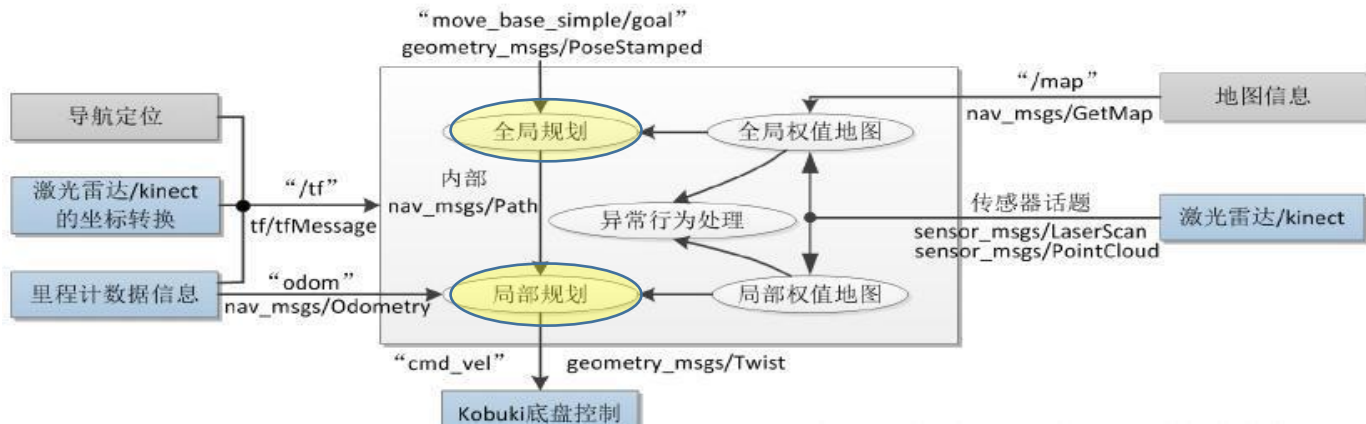 “move_base_simple/goal”
geometry_msgs/PoseStamped
“/map”
nav_msgs/GetMap
地图信息
导航定位
全局规划
全局权值地图
激光雷达/kinect
的坐标转换
“/tf”
tf/tfMessage
内部
nav_msgs/Path
异常行为处理
传感器话题
sensor_msgs/LaserScan
sensor_msgs/PointCloud
激光雷达/kinect
里程计数据信息
“odom”
nav_msgs/Odometry
局部规划
局部权值地图
“cmd_vel”
geometry_msgs/Twist
Kobuki底盘控制